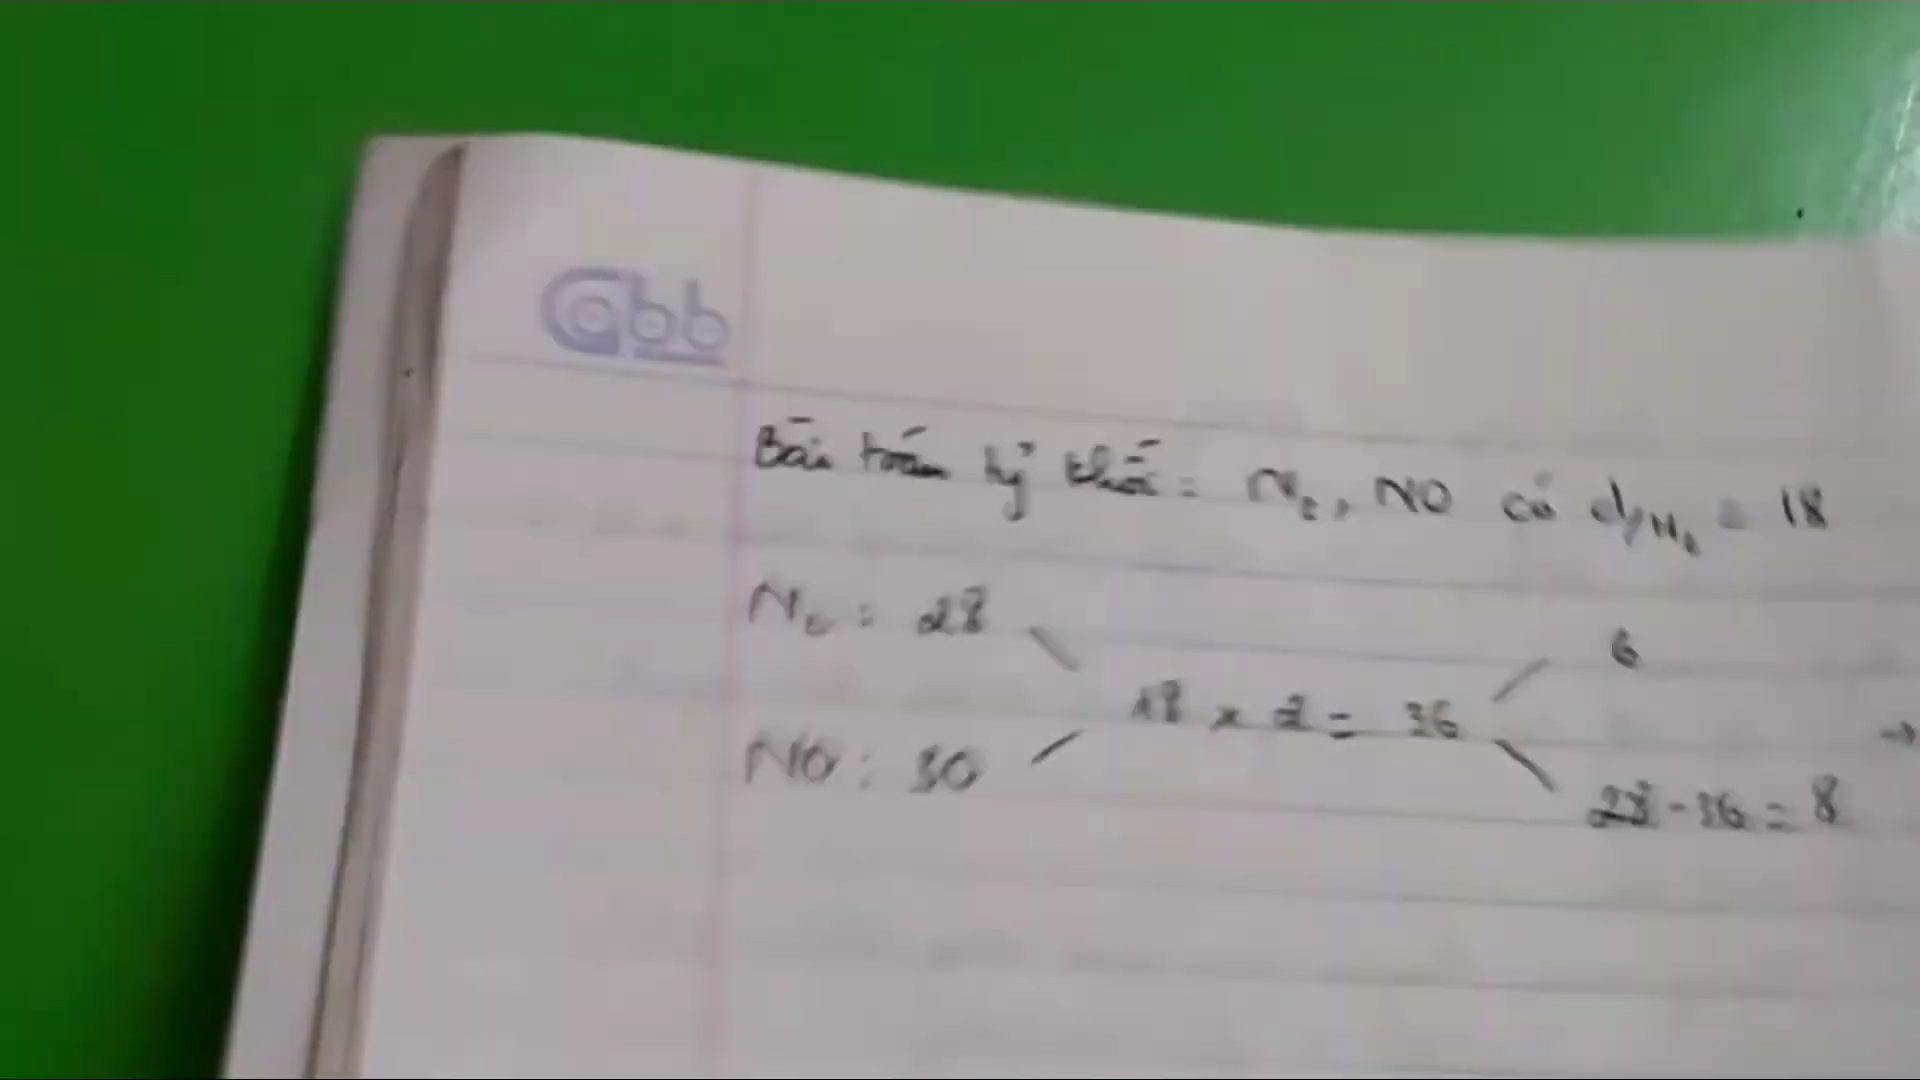 Cabb
Bài toán tỷ khối: N₂, NO có d/H₂ = 18
N₂ : 28
6
18 x 2 = 36
→
NO : 30
28 - 36 = 8